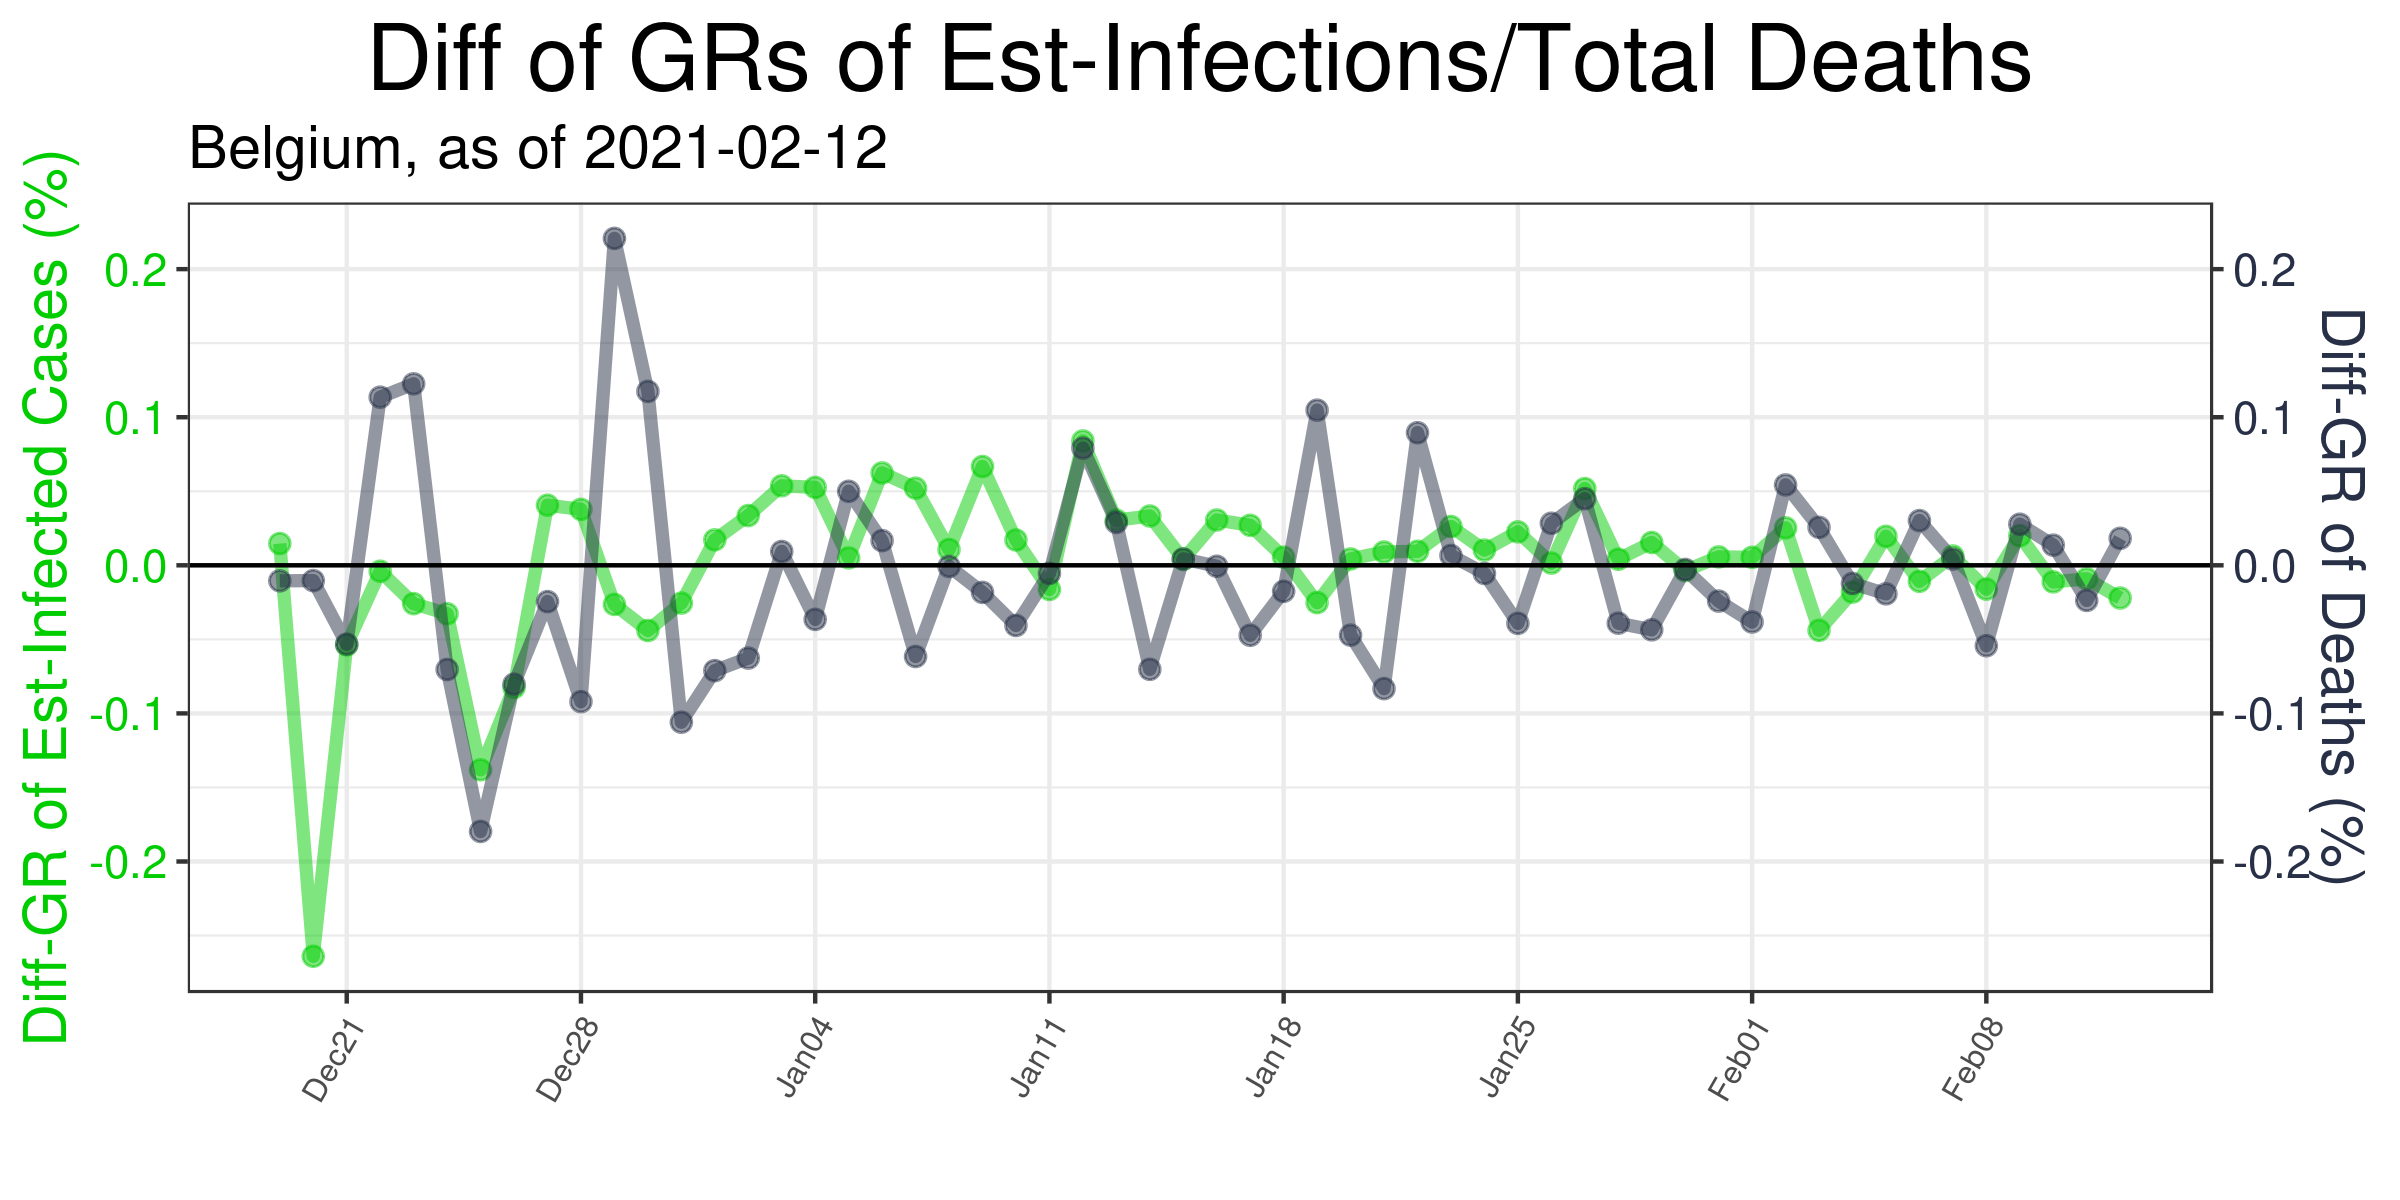 Diff of GRs of Est-Infections/Total Deaths
Belgium, as of 2021-02-12
Diff-GR of Est-Infected Cases (%)
0.2
0.1
0.0
-0.1
-0.2
0.2
0.1
0.0
-0.1
-0.2
Diff-GR of Deaths (%)
Dec21
Dec28
Jan04
Jan11
Jan18
Jan25
Feb01
Feb08